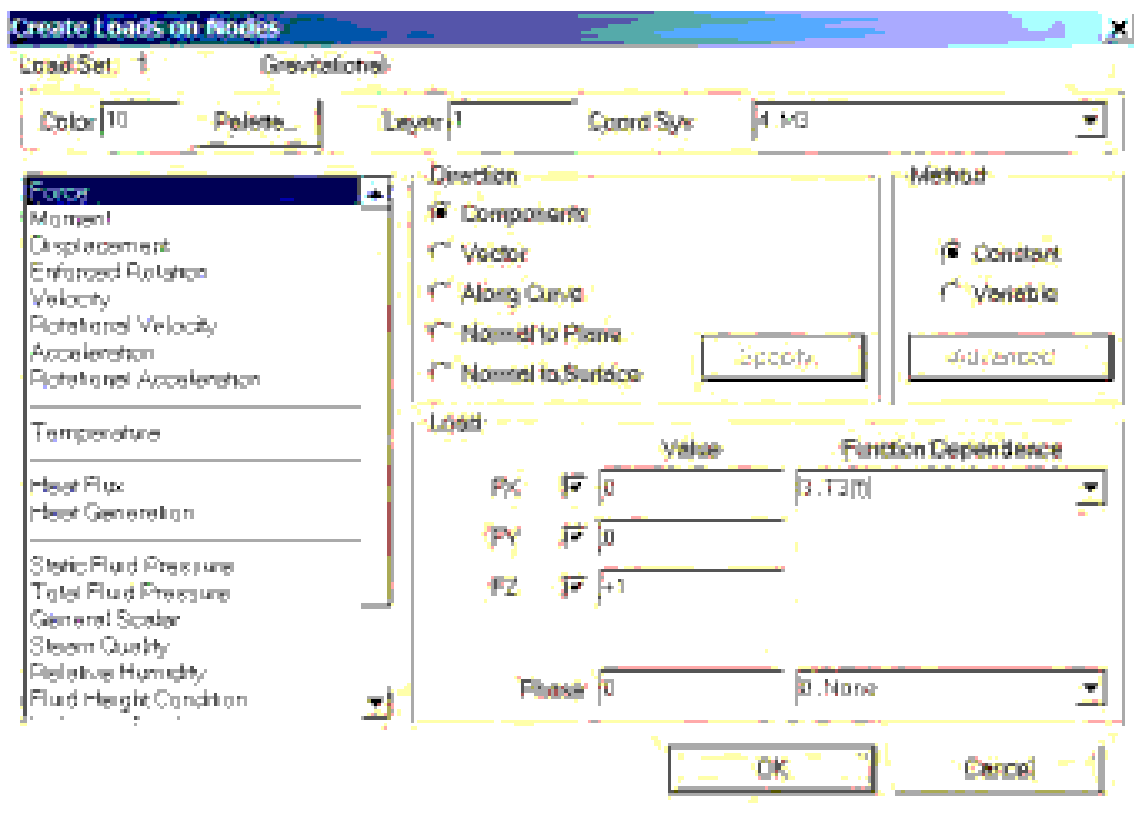 Create Loads on Nodes
Load Set 1 Gravitational
Color 10 Palette... Layer 1 Coord Sys 4..M3
Force
Moment
Displacement
Enforced Rotation
Velocity
Rotational Velocity
Acceleration
Rotational Acceleration
Temperature
Heat Flux
Heat Generation
Static Fluid Pressure
Total Fluid Pressure
General Scalar
Steam Quality
Relative Humidity
Fluid Height Condition
Direction
Components
Vector
Along Curve
Normal to Plane
Normal to Surface
Specify...
Method
Constant
Variable
Advanced...
Load
Value Function Dependence
FX 0 3..T3(t)
FY 0
FZ
Phase 0 0..None
OK Cancel